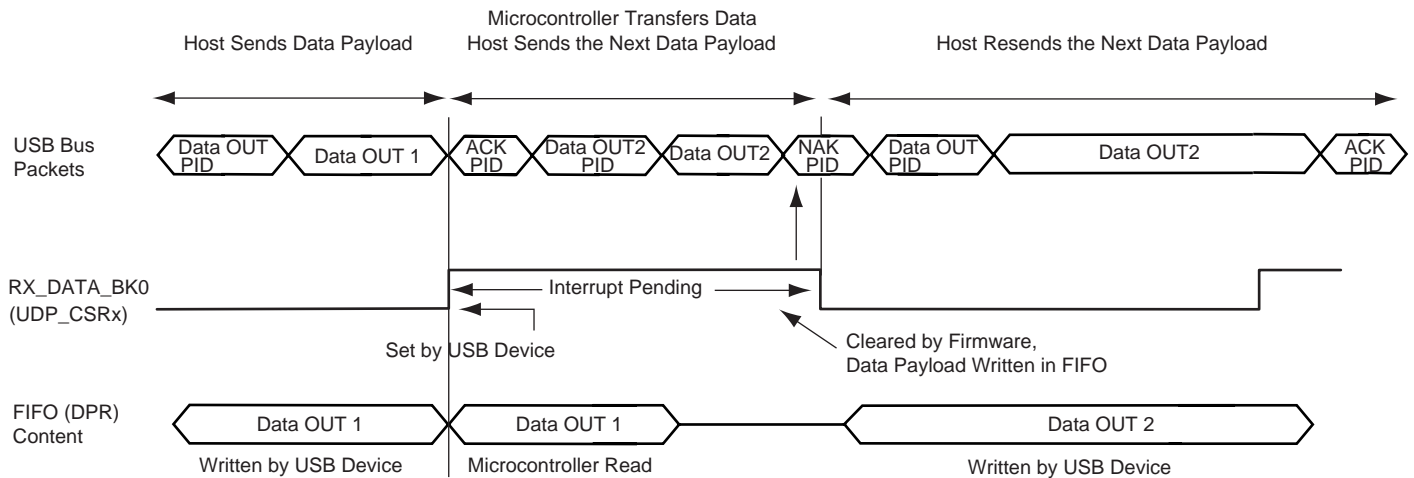 Microcontroller Transfers Data
Host Sends Data Payload
Host Sends the Next Data Payload
Host Resends the Next Data Payload
USB Bus
Packets
Data OUT
PID
Data OUT 1
ACK
PID
Data OUT2
PID
Data OUT2
NAK
PID
Data OUT
PID
Data OUT2
ACK
PID
RX_DATA_BK0
(UDP_CSRx)
Interrupt Pending
Set by USB Device
Cleared by Firmware,
Data Payload Written in FIFO
FIFO (DPR)
Content
Data OUT 1
Data OUT 1
Data OUT 2
Written by USB Device
Microcontroller Read
Written by USB Device